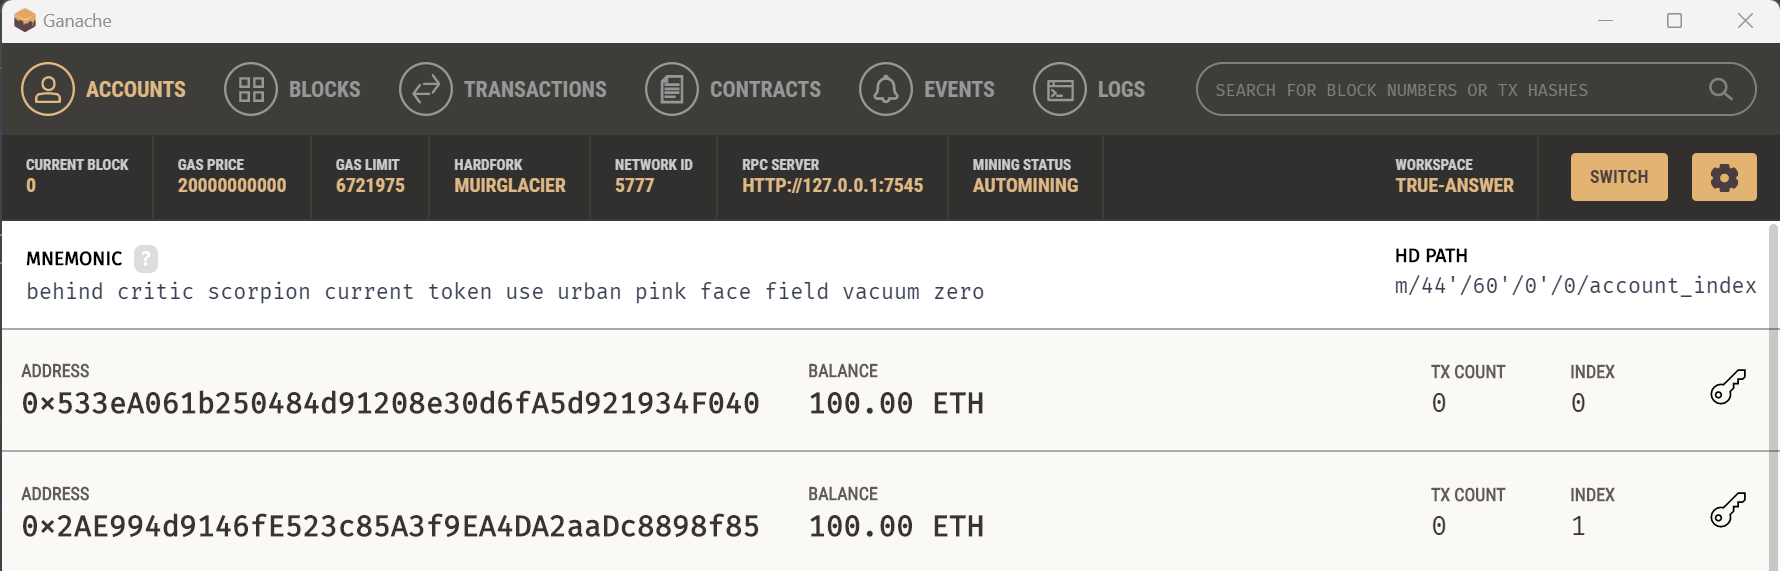 Ganache
ACCOUNTS BLOCKS TRANSACTIONS CONTRACTS EVENTS LOGS SEARCH FOR BLOCK NUMBERS OR TX HASHES
CURRENT BLOCK GAS PRICE GAS LIMIT HARDFORK NETWORK ID RPC SERVER MINING STATUS WORKSPACE
0 20000000000 6721975 MUIRGLACIER 5777 HTTP://127.0.0.1:7545 AUTOMINING TRUE-ANSWER SWITCH
MNEMONIC ? HD PATH
behind critic scorpion current token use urban pink face field vacuum zero m/44'/60'/0'/0/account_index
ADDRESS BALANCE TX COUNT INDEX
0×533eA061b250484d91208e30d6fA5d921934F040 100.00 ETH 0 0
ADDRESS BALANCE TX COUNT INDEX
0×2AE994d9146fE523c85A3f9EA4DA2aaDc8898f85 100.00 ETH 0 1